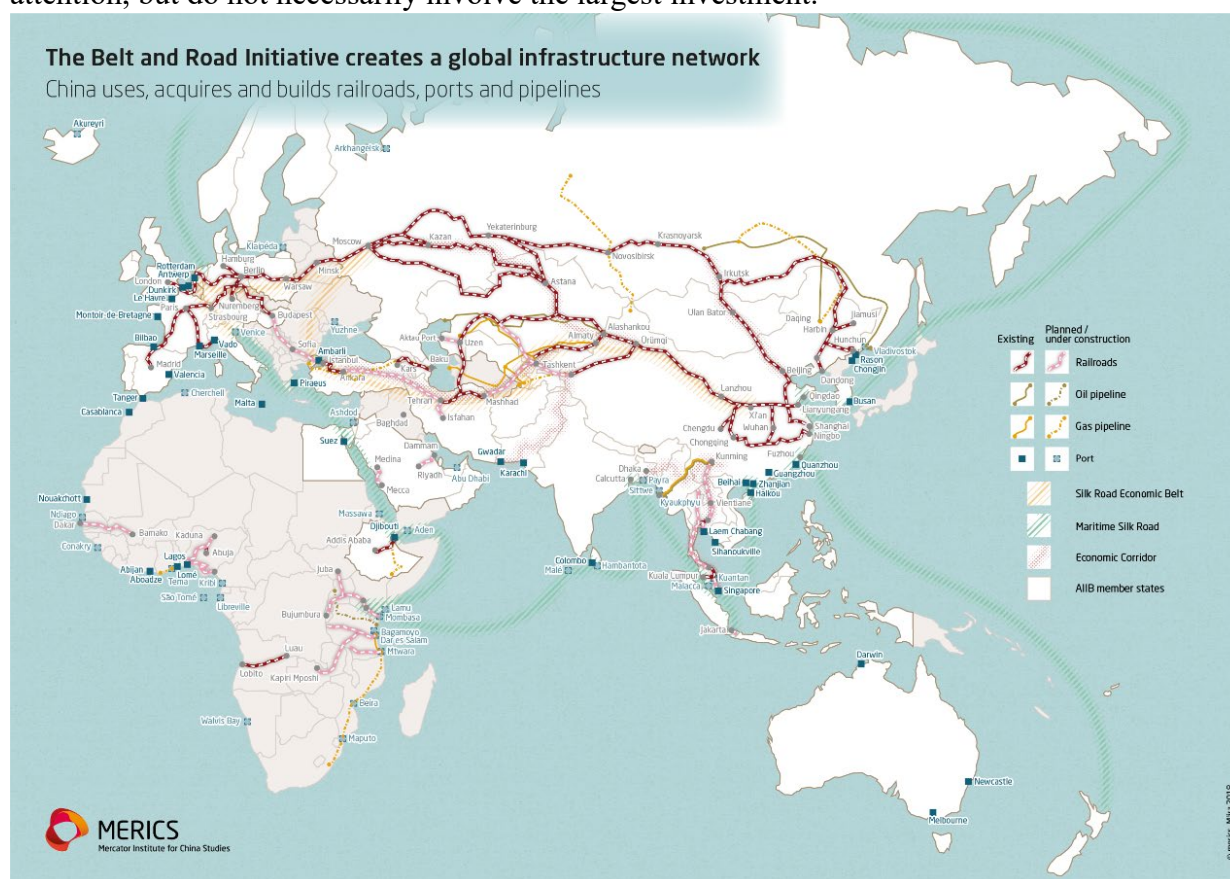 attention, but do not necessarily involve the largest investment.
The Belt and Road Initiative creates a global infrastructure network
China uses, acquires and builds railroads, ports and pipelines
Akureyri
Arkhangelsk
Klaipėda
Moscow
Kazan
Yekaterinburg
Krasnoyarsk
Novosibirsk
Rotterdam
Antwerp
Hamburg
Berlin
Minsk
Warsaw
London
Dunkirk
Le Havre
Paris
Nuremberg
Strasbourg
Budapest
Montoir-de-Bretagne
Venice
Yuzhne
Astana
Irkutsk
Ulan Bator
Daqing
Harbin
Jiamusi
Hunchun
Vladivostok
Rason
Chongjin
Bilbao
Vado
Marseille
Madrid
Valencia
Sofia
Ambarli
Istanbul
Ankara
Kars
Baku
Aktau Port
Uzen
Almaty
Alashankou
Ürümqi
Tashkent
Beijing
Dandong
Qingdao
Lianyungang
Busan
Tanger
Casablanca
Cherchell
Malta
Piraeus
Tehran
Mashhad
Isfahan
Lanzhou
Xi'an
Wuhan
Chengdu
Chongqing
Shanghai
Ningbo
Ashdod
Baghdad
Suez
Dammam
Medina
Riyadh
Abu Dhabi
Mecca
Gwadar
Karachi
Dhaka
Calcutta
Payra
Sittwe
Kyaukphyu
Kunming
Fuzhou
Quanzhou
Guangzhou
Beihai
Zhanjian
Haikou
Vientiane
Nouakchott
Ndiago
Dakar
Bamako
Conakry
Kaduna
Abuja
Lagos
Abijan
Aboadze
Tema
Lomé
Kribi
São-Tomé
Libreville
Massawa
Djibouti
Aden
Addis Ababa
Juba
Bujumbura
Lamu
Mombasa
Bagamoyo
Dar es Salam
Mtwara
Luau
Lobito
Kapiri Mposhi
Walvis Bay
Beira
Maputo
Colombo
Hambantota
Malé
Laem Chabang
Sihanoukville
Kuala Lumpur
Kuantan
Malacca
Singapore
Jakarta
Darwin
Newcastle
Melbourne
Existing
Planned /
under construction
Railroads
Oil pipeline
Gas pipeline
Port
Silk Road Economic Belt
Maritime Silk Road
Economic Corridor
AIIB member states
MERICS
Mercator Institute for China Studies